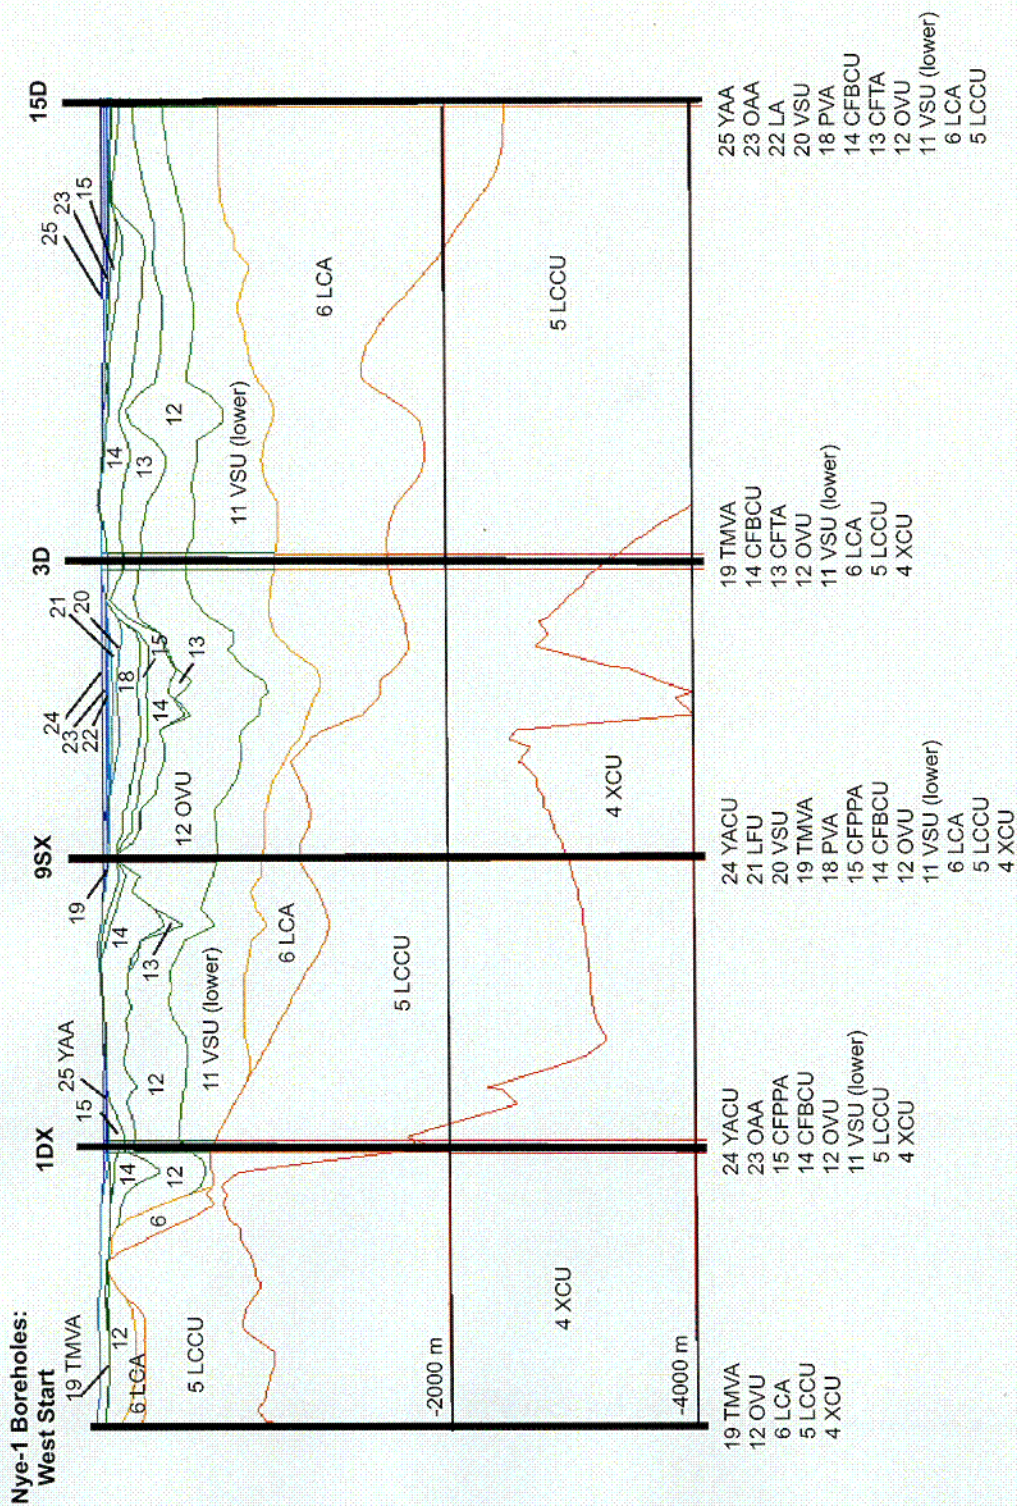 Nye-1 Boreholes:
West Start
1DX
9SX
3D
15D
19 TMVA
12
6 LCA
5 LCCU
4 XCU
6
14
12
15
25 YAA
12
11 VSU (lower)
13
14
19
6 LCA
5 LCCU
24
23
22
21
20
18
15
14
13
12 OVU
4 XCU
14
13
12
11 VSU (lower)
25
23
15
6 LCA
5 LCCU
-2000 m
-4000 m
19 TMVA
12 OVU
6 LCA
5 LCCU
4 XCU
24 YACU
23 OAA
15 CFPPA
14 CFBCU
12 OVU
11 VSU (lower)
5 LCCU
4 XCU
24 YACU
21 LFU
20 VSU
19 TMVA
18 PVA
15 CFPPA
14 CFBCU
12 OVU
11 VSU (lower)
6 LCA
5 LCCU
4 XCU
19 TMVA
14 CFBCU
13 CFTA
12 OVU
11 VSU (lower)
6 LCA
5 LCCU
4 XCU
25 YAA
23 OAA
22 LA
20 VSU
18 PVA
14 CFBCU
13 CFTA
12 OVU
11 VSU (lower)
6 LCA
5 LCCU